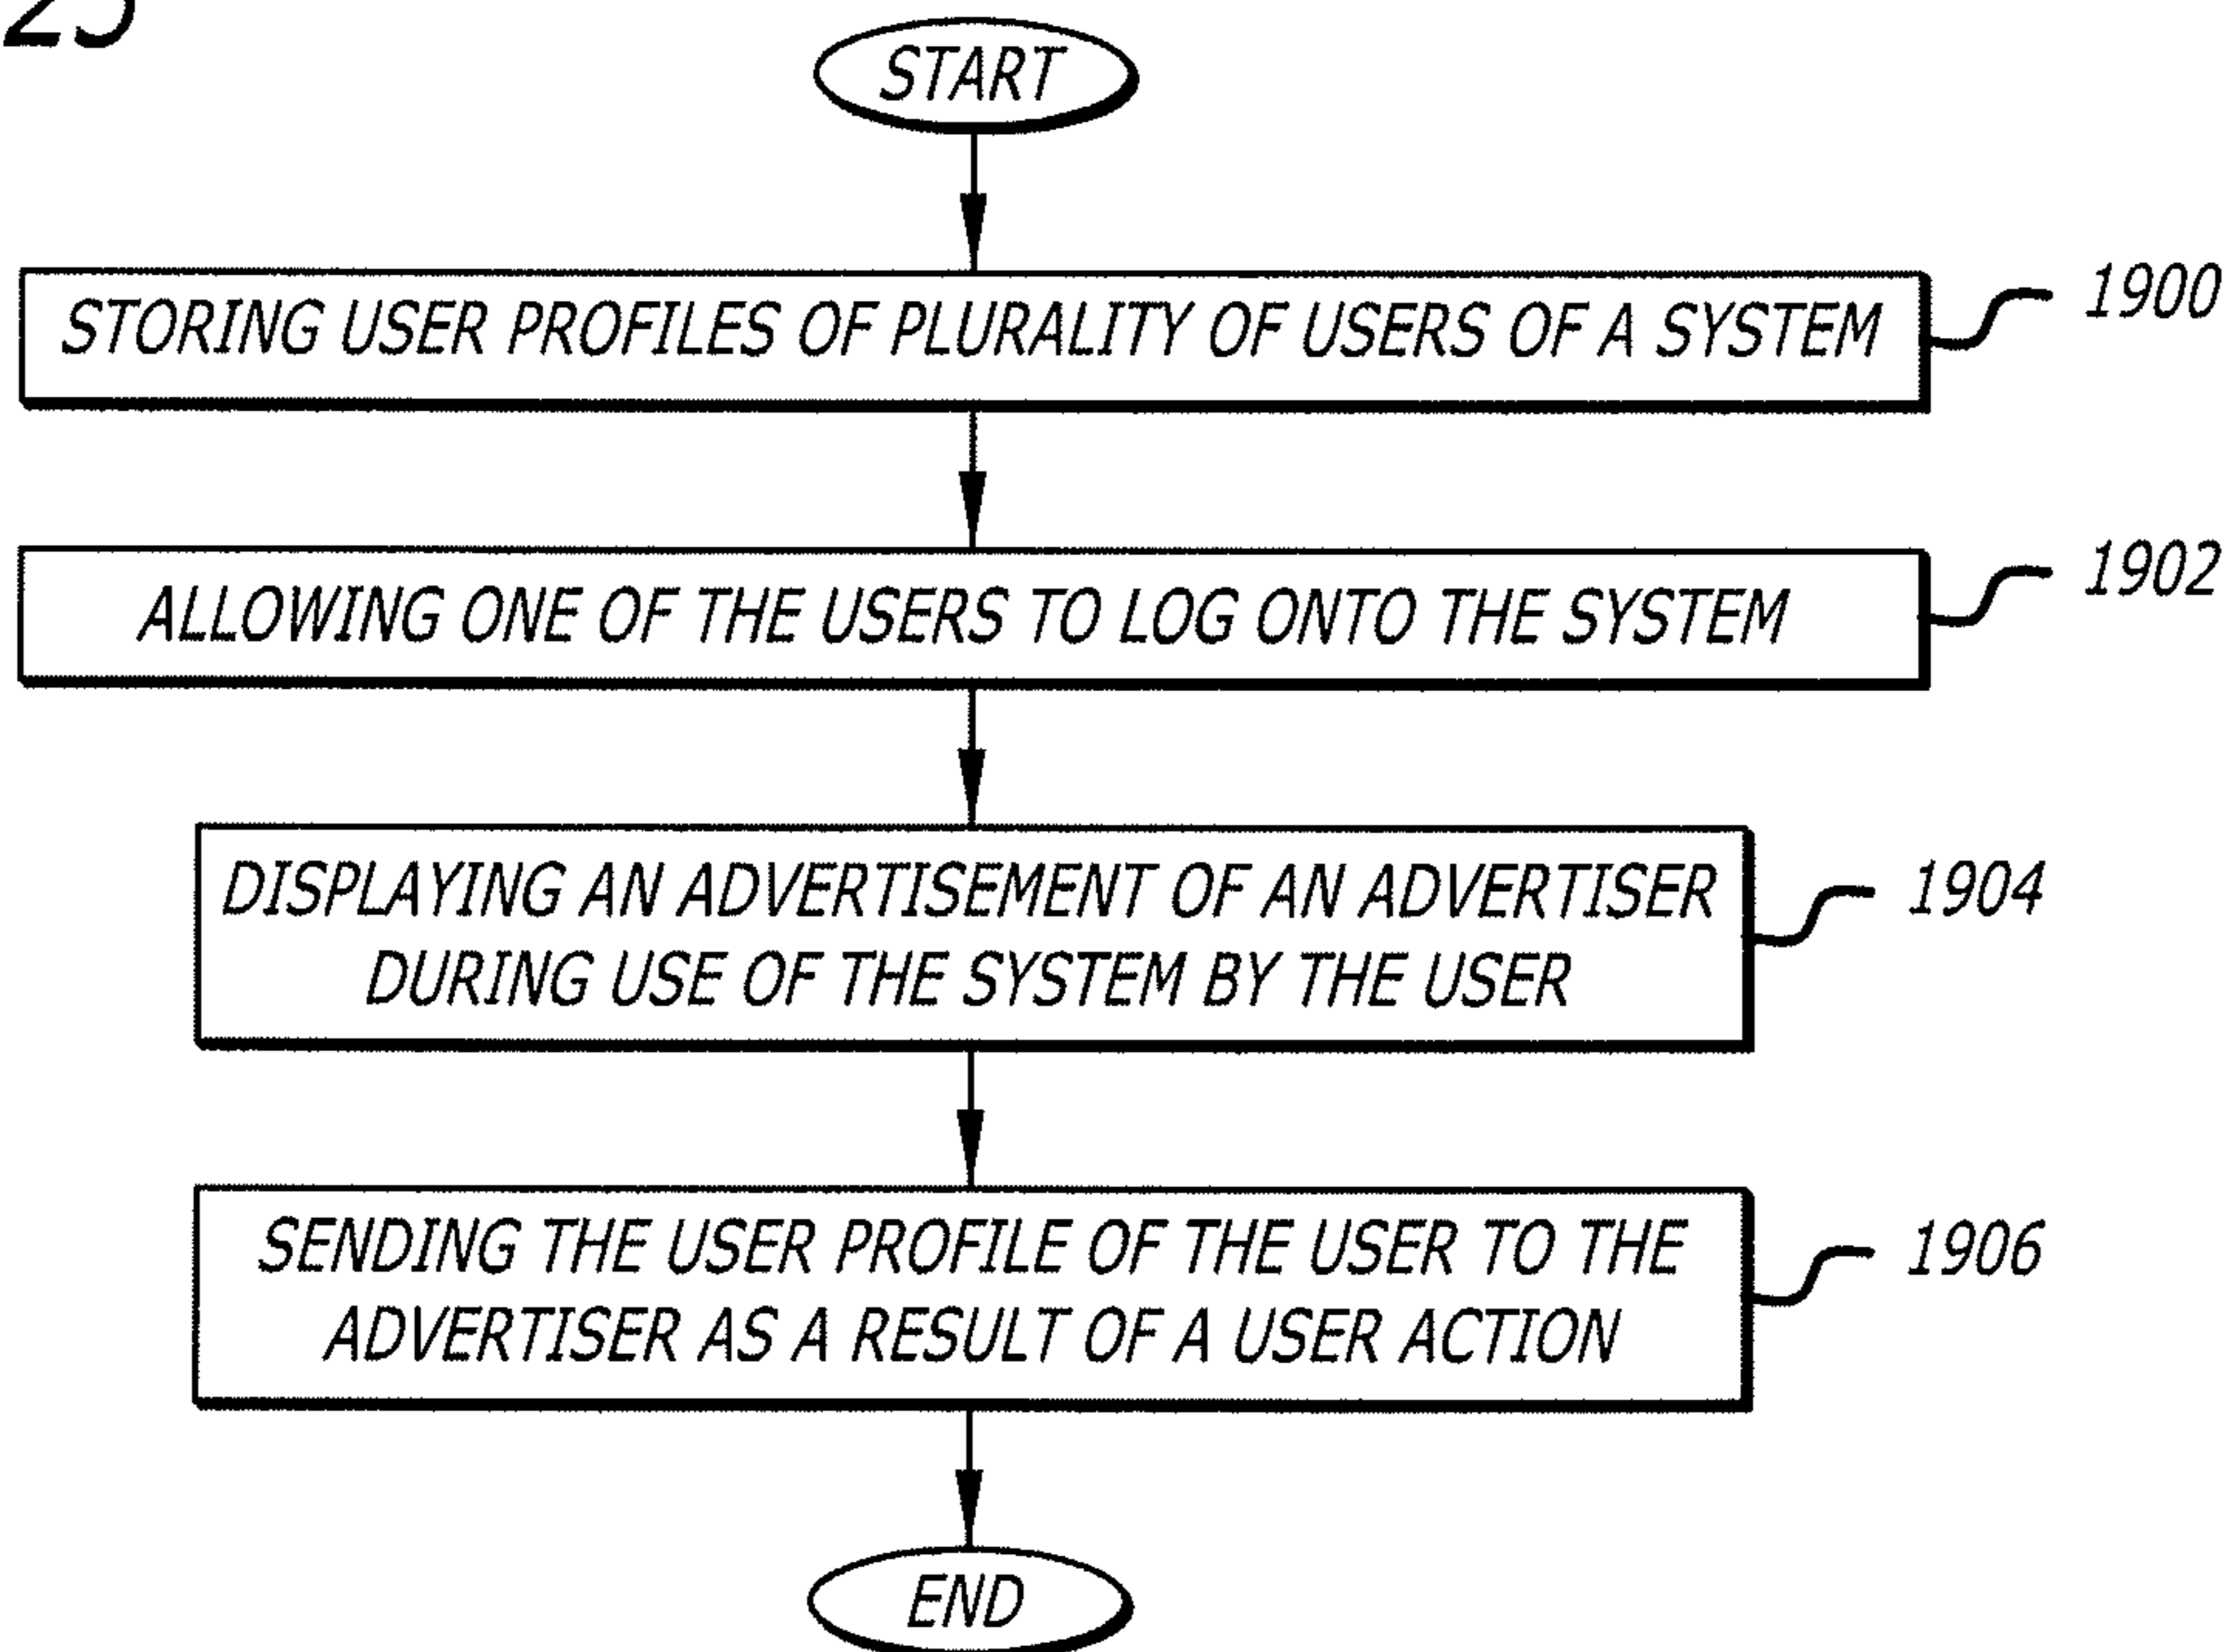 START
STORING USER PROFILES OF PLURALITY OF USERS OF A SYSTEM
1900
ALLOWING ONE OF THE USERS TO LOG ONTO THE SYSTEM
1902
DISPLAYING AN ADVERTISEMENT OF AN ADVERTISER
DURING USE OF THE SYSTEM BY THE USER
1904
SENDING THE USER PROFILE OF THE USER TO THE
ADVERTISER AS A RESULT OF A USER ACTION
1906
END